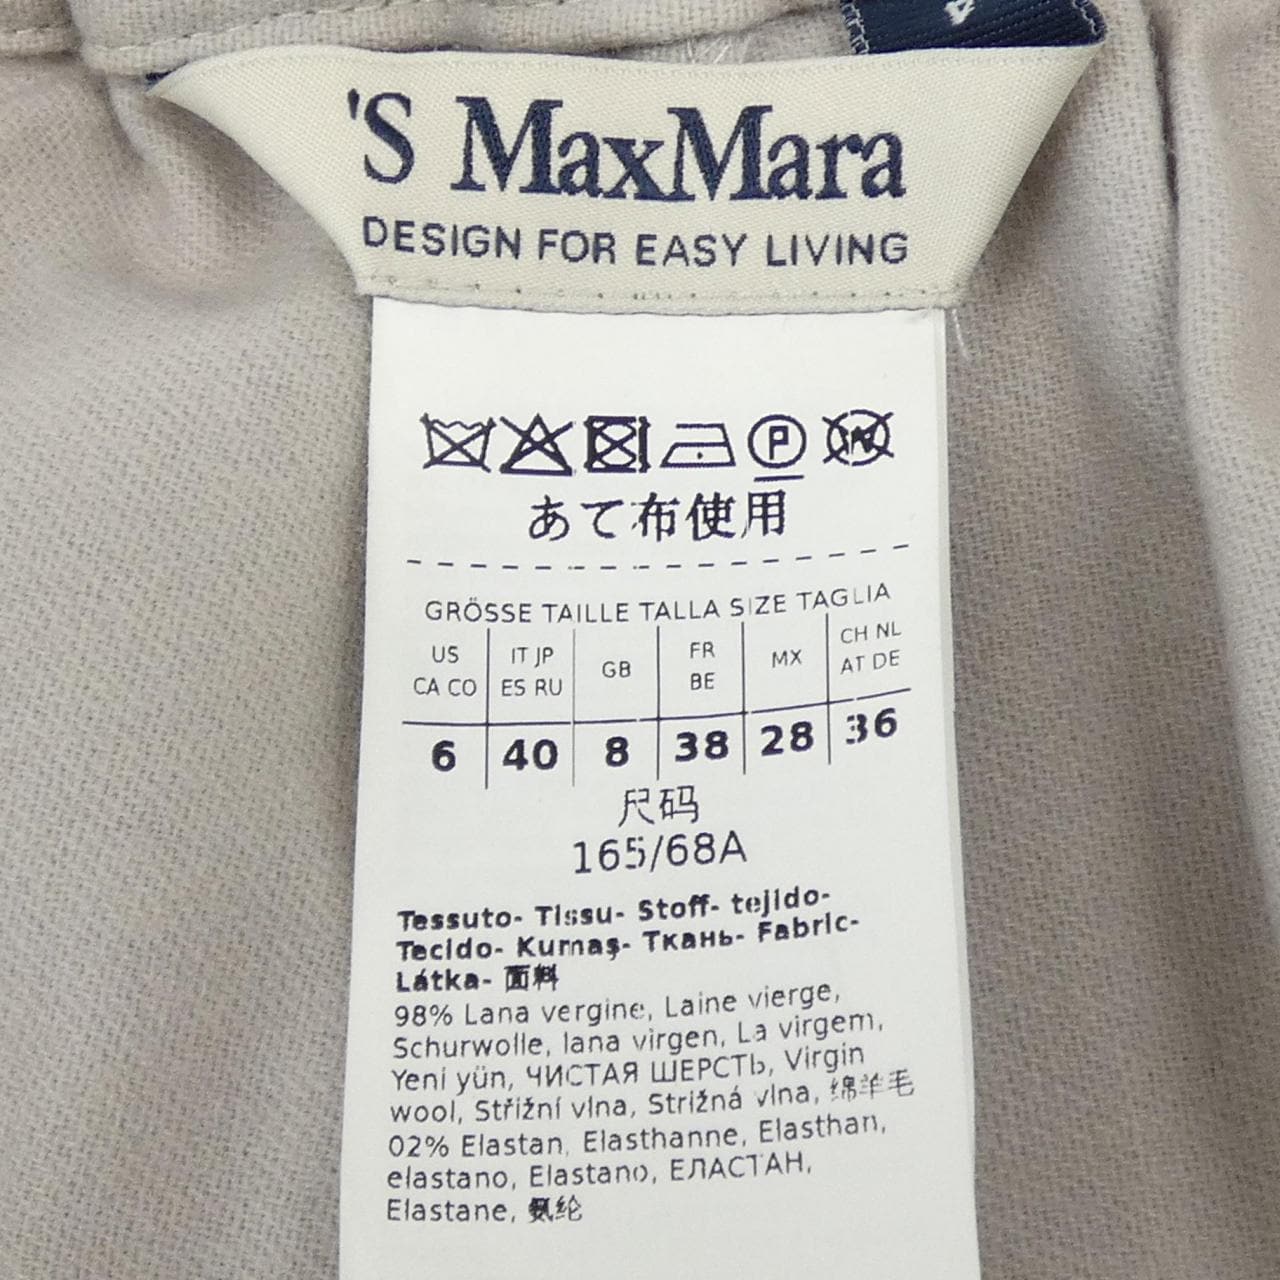 'S MaxMara
DESIGN FOR EASY LIVING
P
あて布使用
GRÖSSE TAILLE TALLA SIZE TAGLIA
US CA CO IT JP ES RU GB FR BE MX CH NL AT DE
6 40 8 38 28 36
尺码
165/68A
Tessuto- Tissu- Stoff- tejido-
Tecido- Kumaş- Ткань- Fabric-
Látka- 面料
98% Lana vergine, Laine vierge,
Schurwolle, lana virgen, La virgem,
Yeni yün, ЧИСТАЯ ШЕРСТЬ, Virgin
wool, Střižní vlna, Strižná vlna, 绵羊毛
02% Elastan, Elasthanne, Elasthan,
elastano, Elastano, ЕЛАСТАН,
Elastane, 氨纶